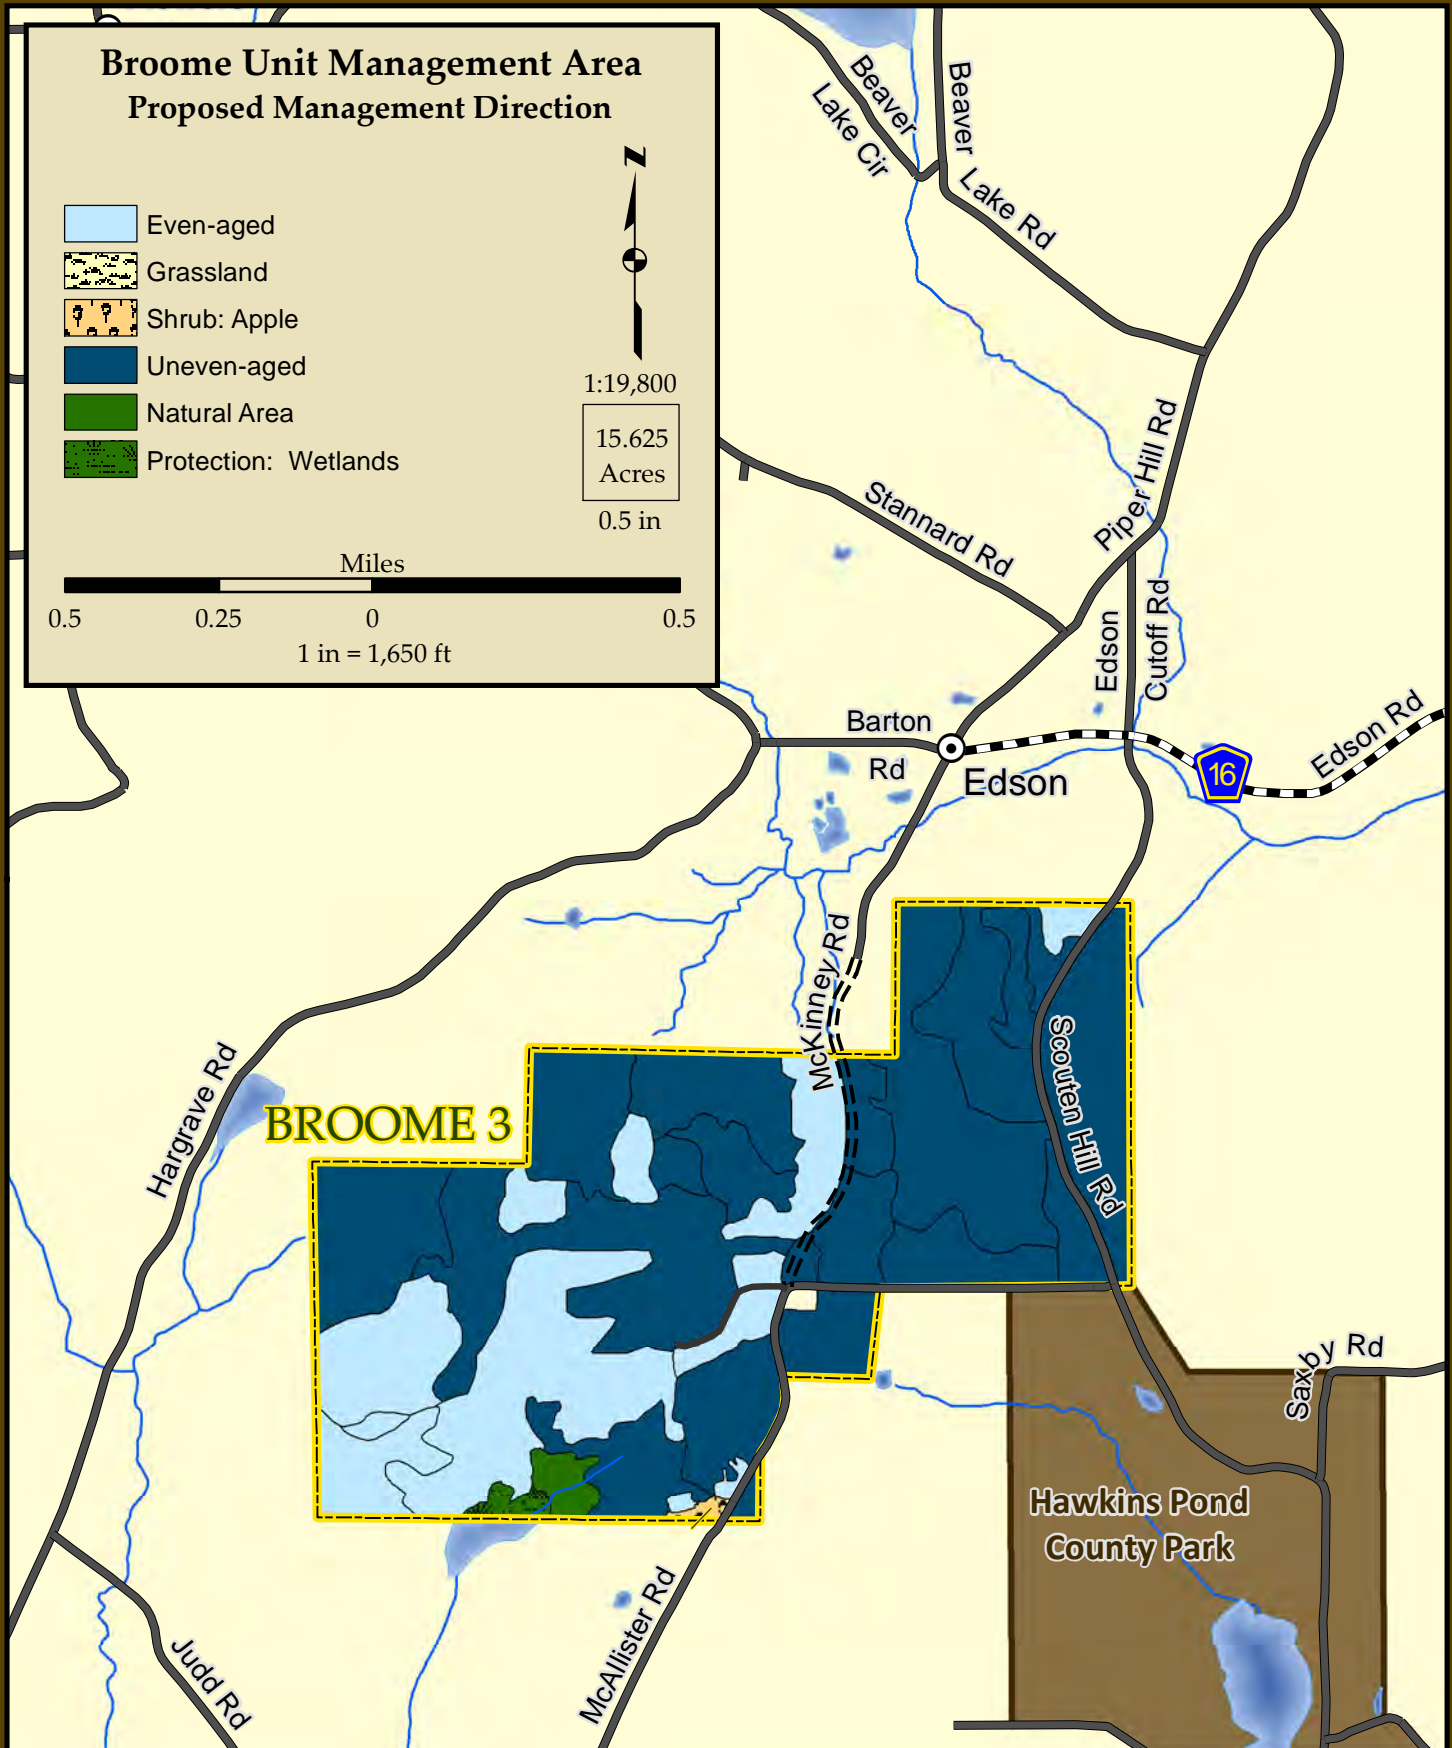 Broome Unit Management Area
Proposed Management Direction
Even-aged
Grassland
Shrub: Apple
Uneven-aged
Natural Area
Protection: Wetlands
N
1:19,800
15.625
Acres
0.5 in
Miles
0.5 0.25 0 0.5
1 in = 1,650 ft
Beaver
Lake Cir
Beaver
Lake Rd
Piper Hill Rd
Stannard Rd
Edson
Cutoff Rd
Barton
Rd
Edson
16
Edson Rd
McKinney Rd
Scouten Hill Rd
Hargrave Rd
BROOME 3
Saxby Rd
Hawkins Pond
County Park
McAllister Rd
Judd Rd